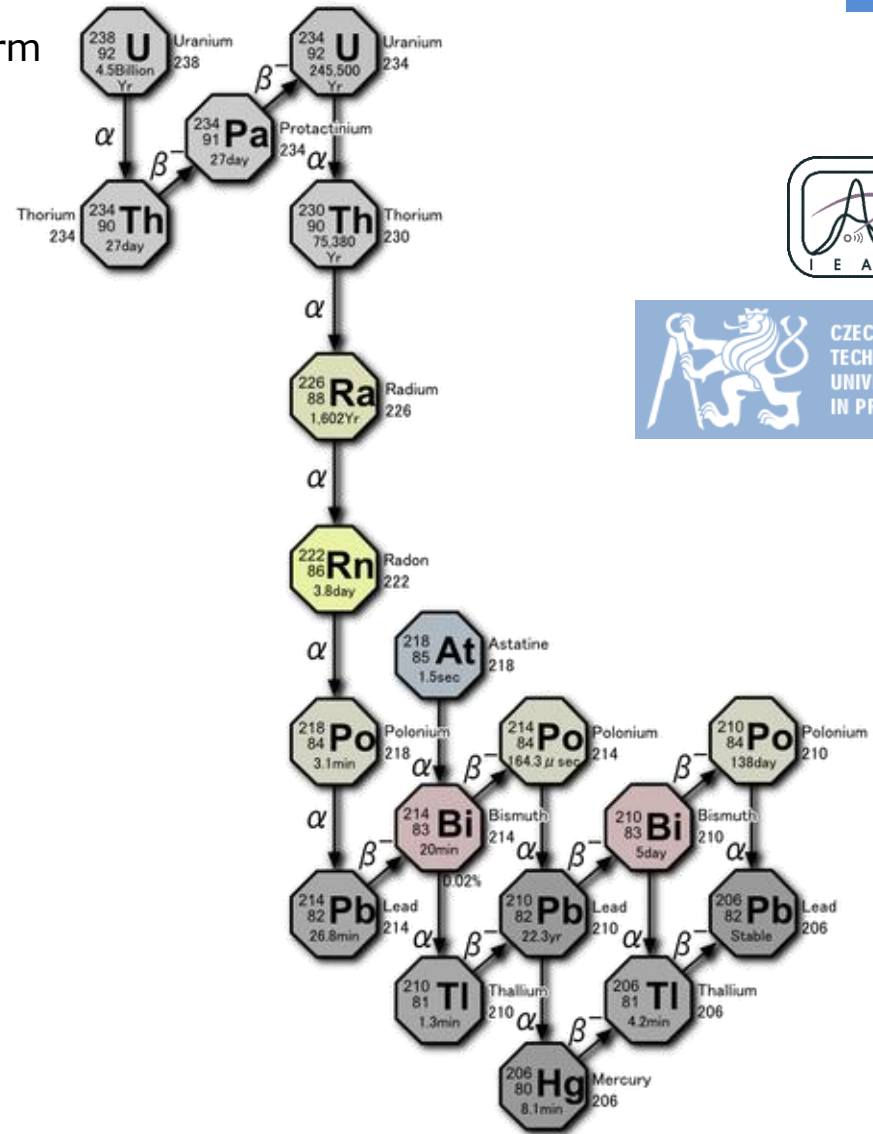 rm
238
92 U
4.5Billion
Yr
Uranium
238
234
92 U
245,500
Yr
Uranium
234
α
β⁻
234
91 Pa
27day
Protactinium
234
β⁻
α
Thorium
234
234
90 Th
27day
230
90 Th
75,380
Yr
Thorium
230
α
226
88 Ra
1,602Yr
Radium
226
α
222
86 Rn
3.8day
Radon
222
α
218
85 At
1.5sec
Astatine
218
218
84 Po
3.1min
Polonium
218
α
β⁻
214
84 Po
164.3 μ sec
Polonium
214
β⁻
210
84 Po
138day
Polonium
210
α
β⁻
214
83 Bi
20min
Bismuth
214
0.02%
α
β⁻
210
83 Bi
5day
Bismuth
210
α
214
82 Pb
26.8min
Lead
214
α
β⁻
210
82 Pb
22.3yr
Lead
210
α
β⁻
206
82 Pb
Stable
Lead
206
210
81 Tl
1.3min
Thallium
210
α
β⁻
206
81 Tl
4.2min
Thallium
206
206
80 Hg
8.1min
Mercury
206
I E A
CZEC
TECH
UNIV
IN PR